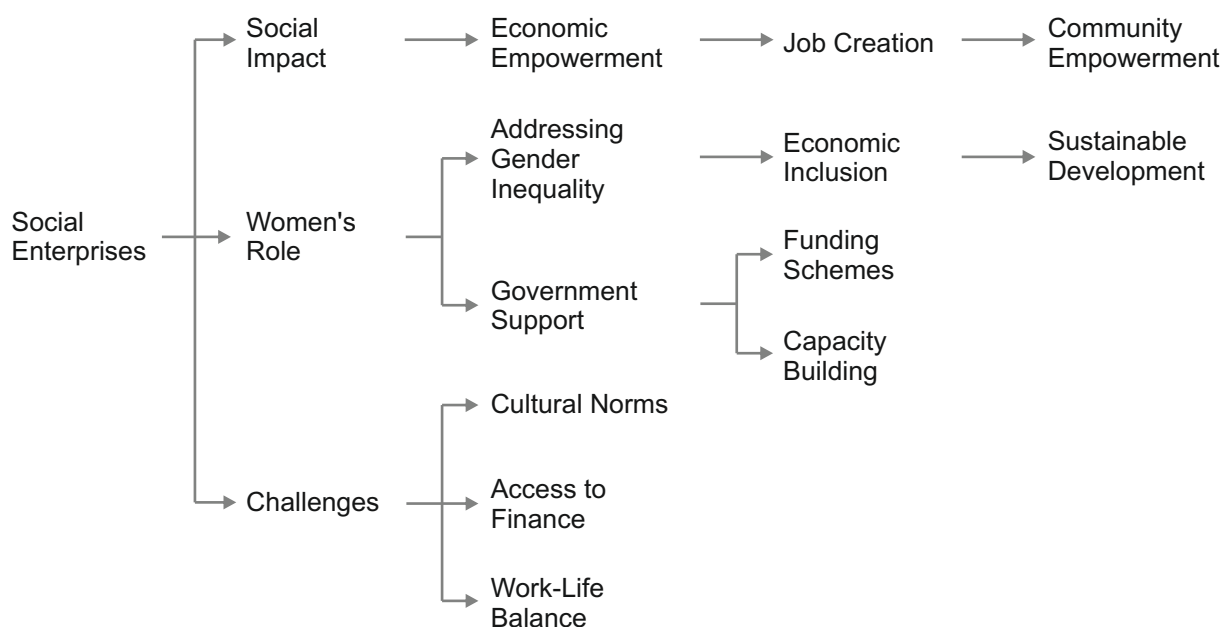 Social
Impact
Economic
Empowerment
Job Creation
Community
Empowerment
Addressing
Gender
Inequality
Economic
Inclusion
Sustainable
Development
Social
Enterprises
Women's
Role
Government
Support
Funding
Schemes
Capacity
Building
Challenges
Cultural Norms
Access to
Finance
Work-Life
Balance